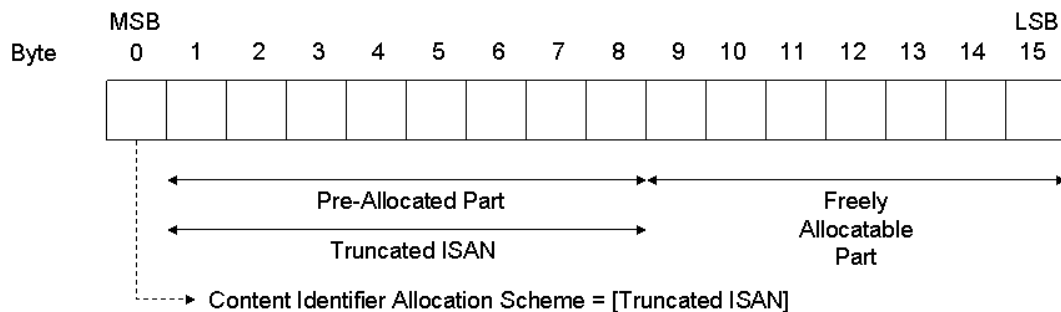 MSB LSB
Byte 0 1 2 3 4 5 6 7 8 9 10 11 12 13 14 15
Pre-Allocated Part
Freely
Allocatable
Part
Truncated ISAN
Content Identifier Allocation Scheme = [Truncated ISAN]